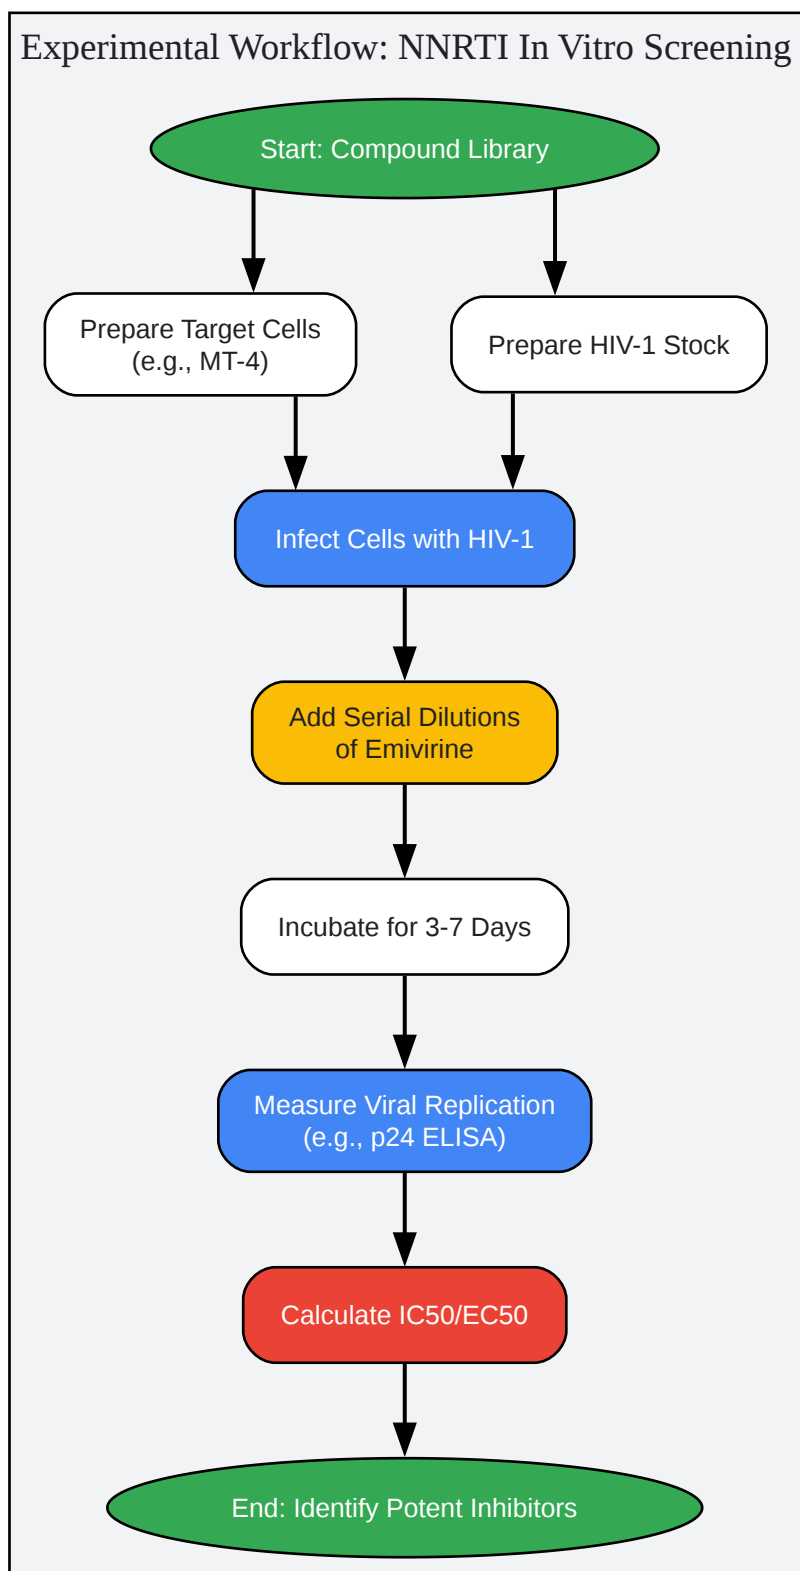 Experimental Workflow: NNRTI In Vitro Screening
Start: Compound Library
Prepare Target Cells
(e.g., MT-4)
Prepare HIV-1 Stock
Infect Cells with HIV-1
Add Serial Dilutions
of Emivirine
Incubate for 3-7 Days
Measure Viral Replication
(e.g., p24 ELISA)
Calculate IC50/EC50
End: Identify Potent Inhibitors